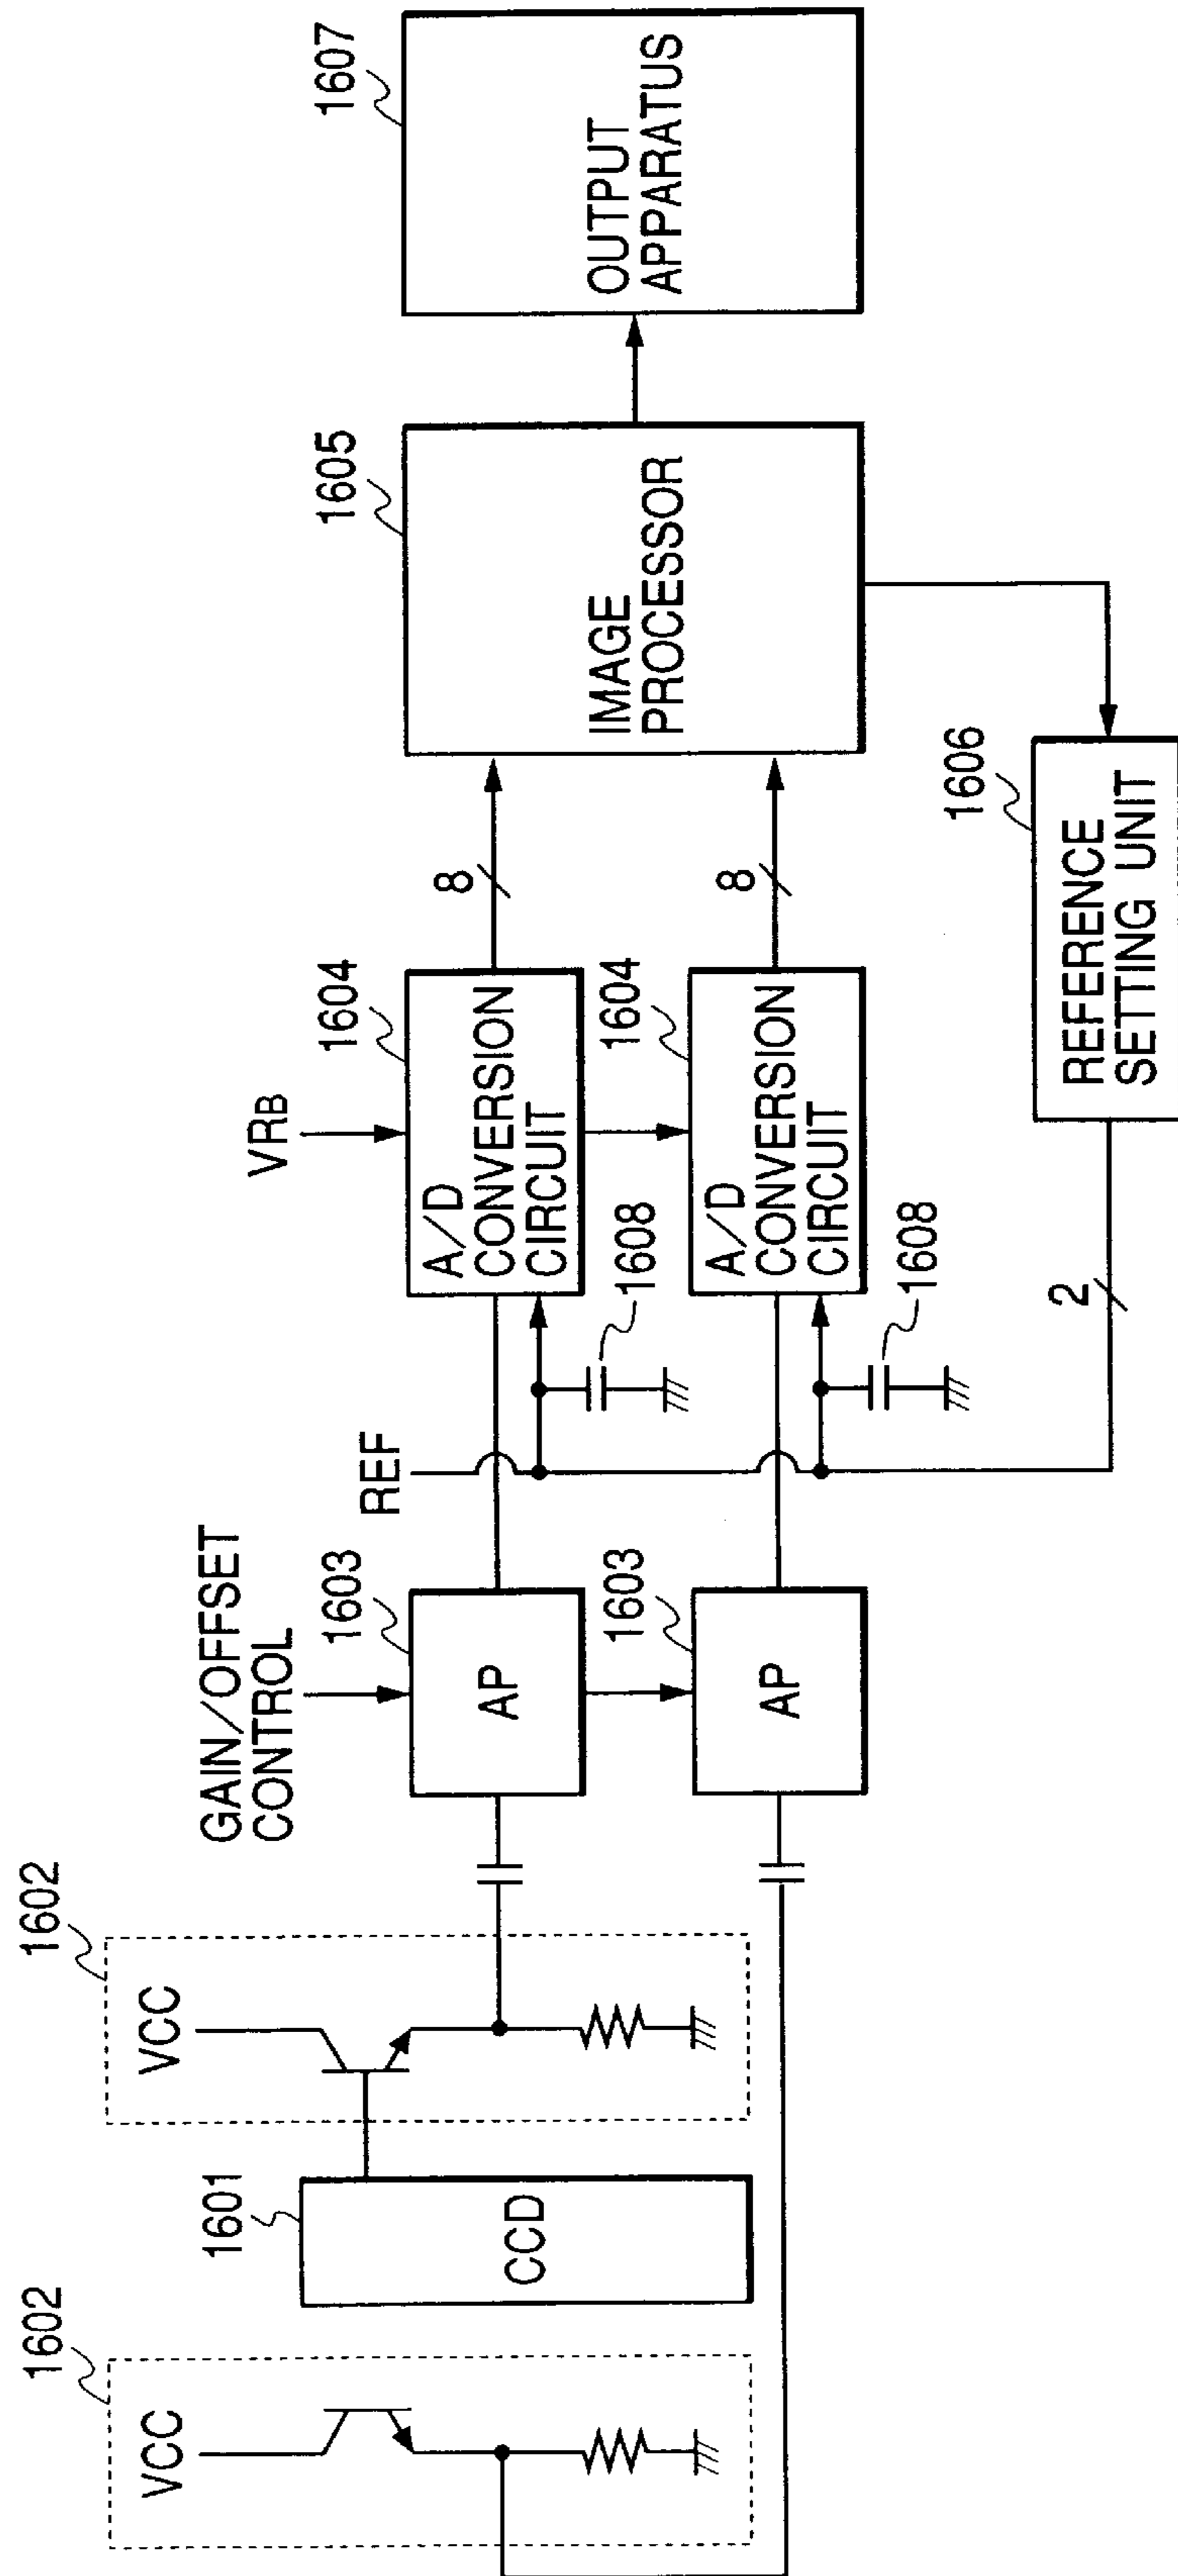 1602
VCC
1601
CCD
1602
VCC
GAIN/OFFSET
CONTROL
1603
AP
1603
AP
REF
VRB
1604
A/D
CONVERSION
CIRCUIT
1608
1604
A/D
CONVERSION
CIRCUIT
1608
8
8
2
1605
IMAGE
PROCESSOR
1606
REFERENCE
SETTING UNIT
1607
OUTPUT
APPARATUS